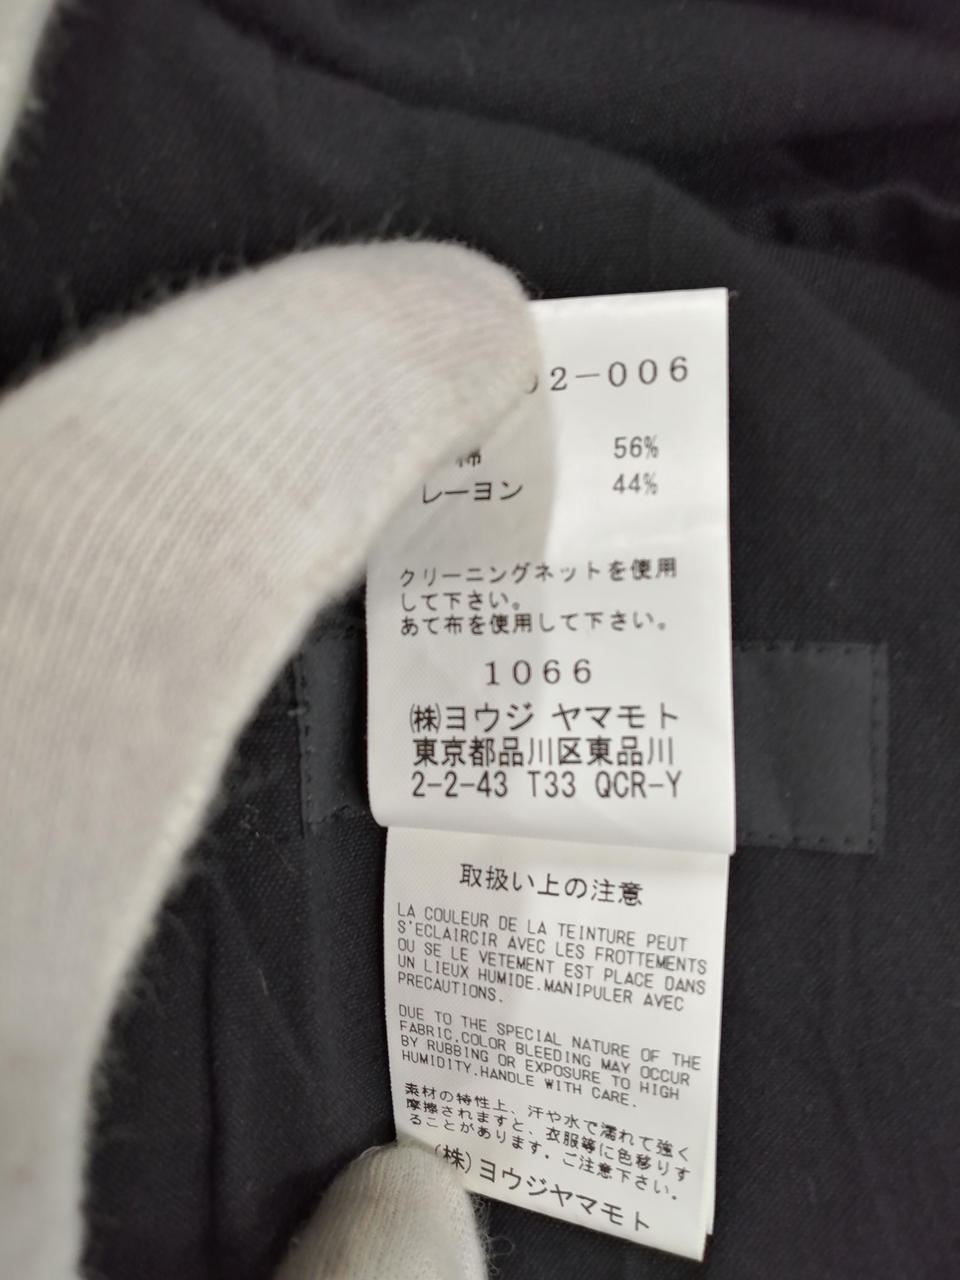 02-006
綿 56%
レーヨン 44%
クリーニングネットを使用
して下さい。
あて布を使用して下さい。
1066
㈱ヨウジ ヤマモト
東京都品川区東品川
2-2-43 T33 QCR-Y
取扱い上の注意
LA COULEUR DE LA TEINTURE PEUT
S'ECLAIRCIR AVEC LES FROTTEMENTS
OU SE LE VETEMENT EST PLACE DANS
UN LIEUX HUMIDE.MANIPULER AVEC
PRECAUTIONS.
DUE TO THE SPECIAL NATURE OF THE
FABRIC,COLOR BLEEDING MAY OCCUR
BY RUBBING OR EXPOSURE TO HIGH
HUMIDITY.HANDLE WITH CARE.
素材の特性上、汗や水で濡れて強く
摩擦されますと、衣服等に色移りす
ることがあります。ご注意下さい。
(株)ヨウジヤマモト